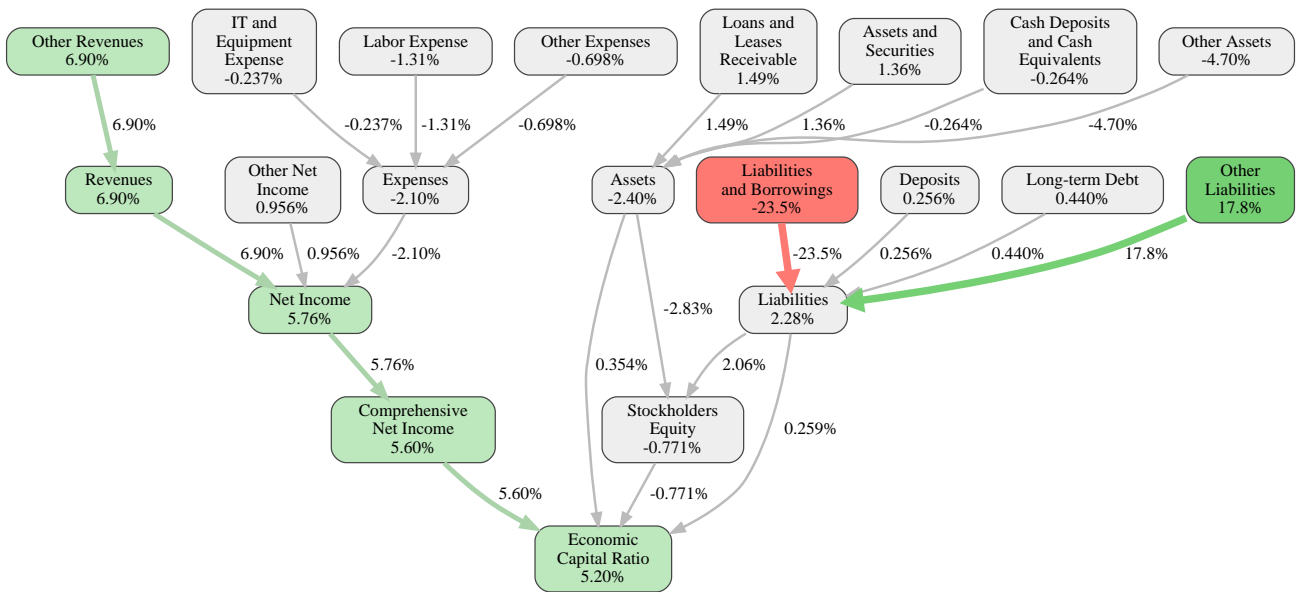 Other Revenues
6.90%
IT and
Equipment
Expense
-0.237%
Labor Expense
-1.31%
Other Expenses
-0.698%
Loans and
Leases
Receivable
1.49%
Assets and
Securities
1.36%
Cash Deposits
and Cash
Equivalents
-0.264%
Other Assets
-4.70%
6.90%
-0.237%
-1.31%
-0.698%
1.49%
1.36%
-0.264%
-4.70%
Revenues
6.90%
Other Net
Income
0.956%
Expenses
-2.10%
Assets
-2.40%
Liabilities
and Borrowings
-23.5%
Deposits
0.256%
Long-term Debt
0.440%
Other
Liabilities
17.8%
6.90%
0.956%
-2.10%
-23.5%
0.256%
0.440%
17.8%
Net Income
5.76%
-2.83%
Liabilities
2.28%
5.76%
0.354%
2.06%
Comprehensive
Net Income
5.60%
Stockholders
Equity
-0.771%
0.259%
5.60%
-0.771%
Economic
Capital Ratio
5.20%